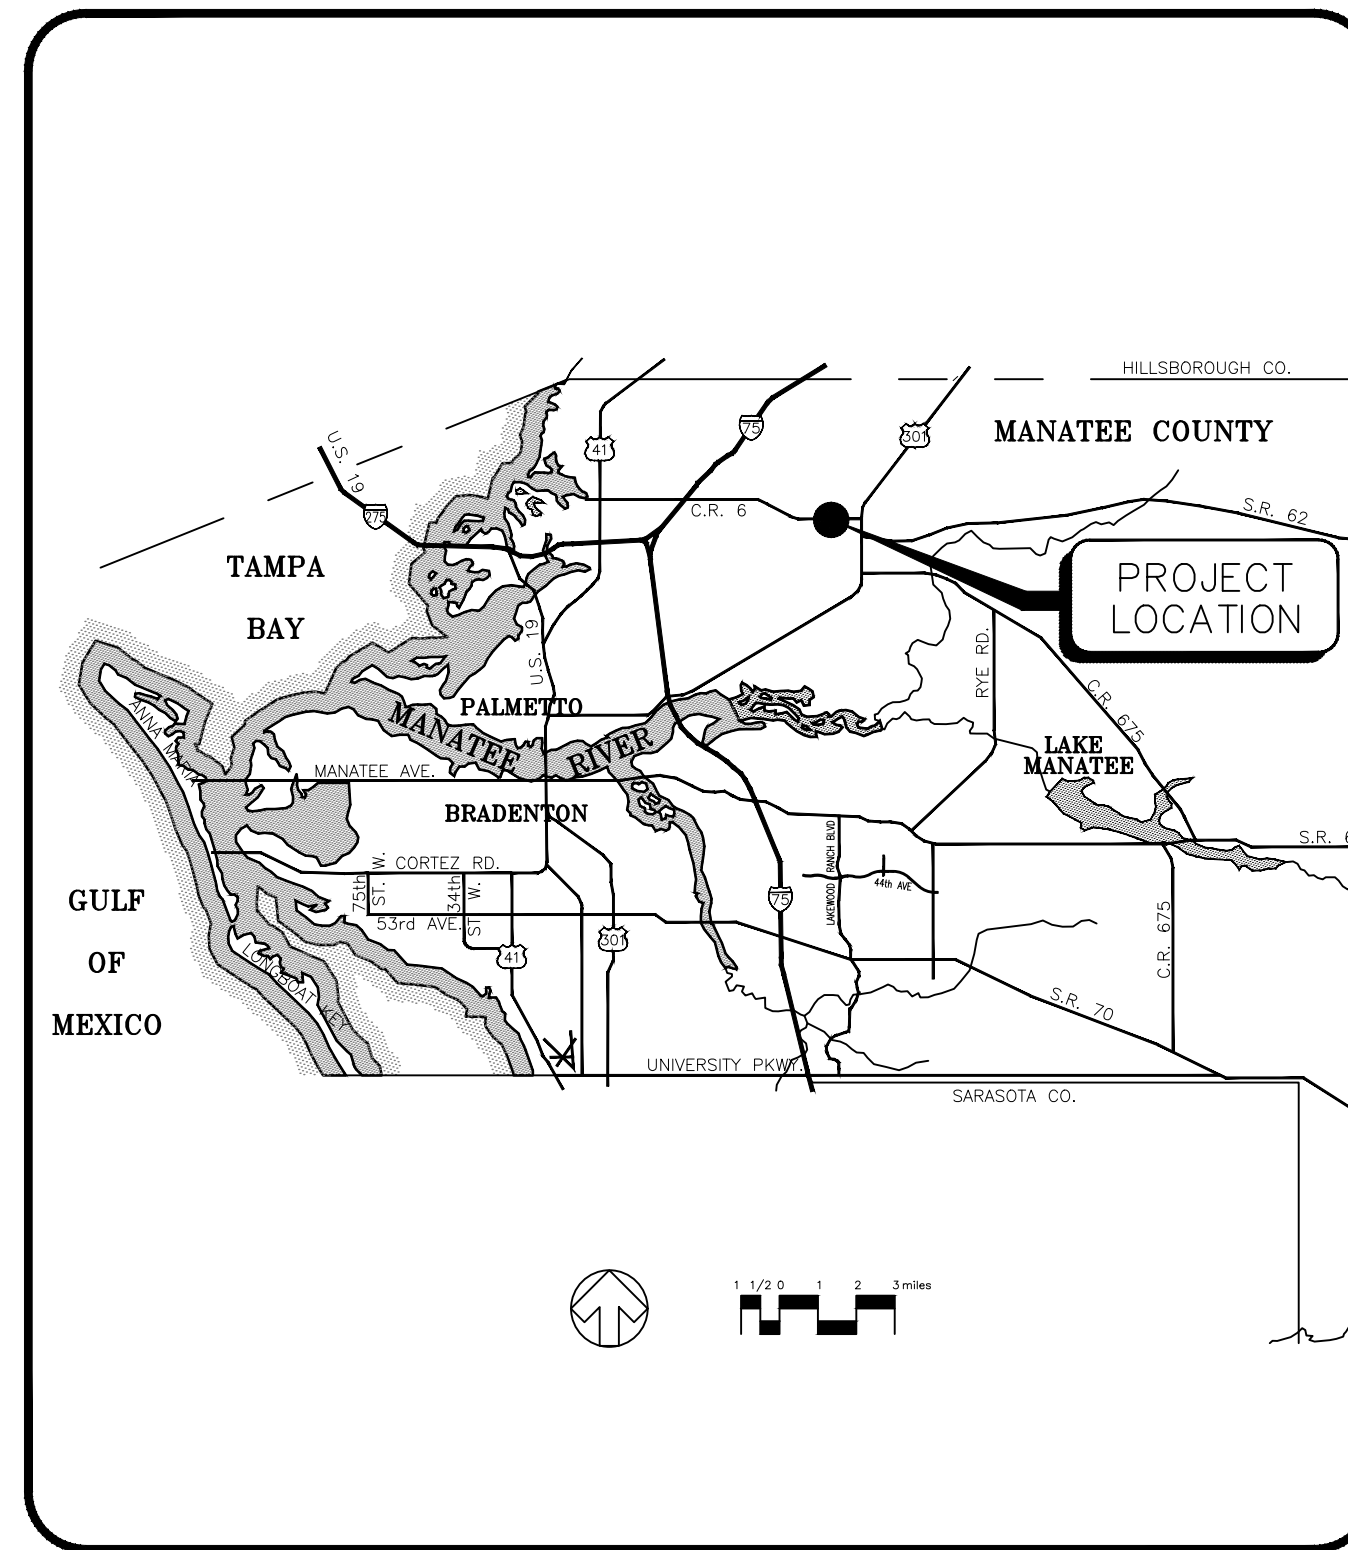 HILLSBOROUGH CO.
MANATEE COUNTY
U.S. 19
41
75
301
275
C.R. 6
S.R. 62
TAMPA
BAY
PROJECT
LOCATION
U.S. 19
RYE RD.
C.R. 675
PALMETTO
MANATEE
RIVER
ANNA MARIA
LAKE
MANATEE
MANATEE AVE.
BRADENTON
LAKEWOOD RANCH BLVD
S.R. 6
CORTEZ RD.
75th
ST. W.
34th
ST. W.
44th AVE
75
GULF
OF
MEXICO
53rd AVE.
301
41
C.R. 675
LONGBOAT KEY
S.R. 70
UNIVERSITY PKWY.
SARASOTA CO.
1 1/2 0 1 2 3 miles